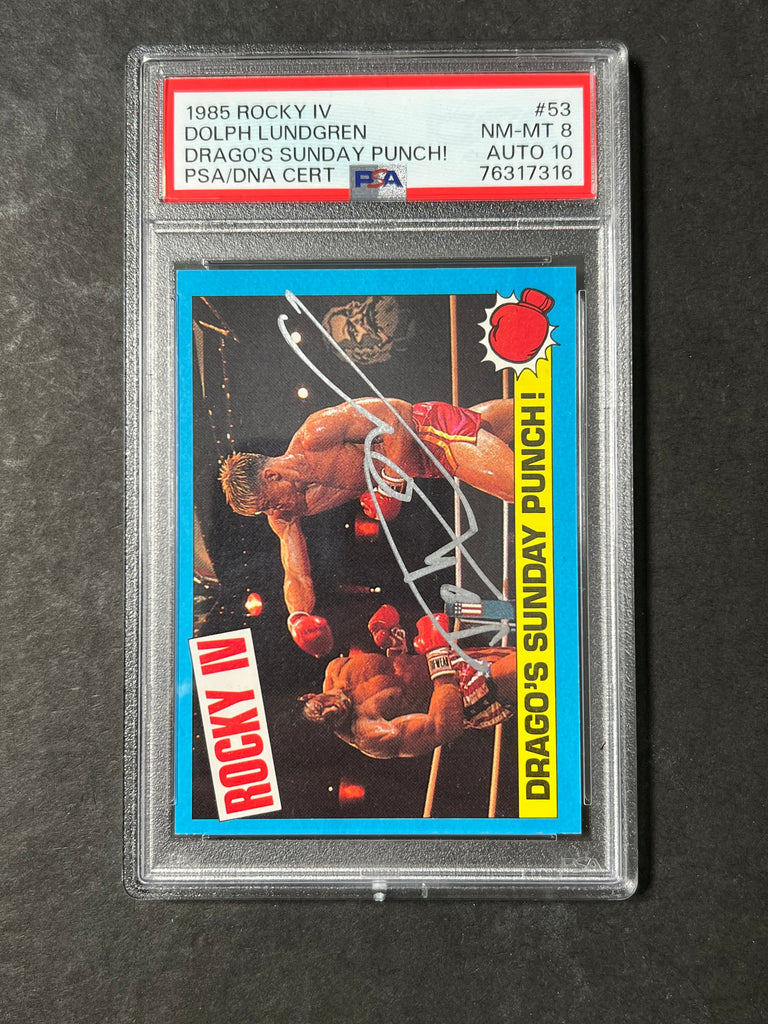 1985 ROCKY IV #53
DOLPH LUNDGREN NM-MT 8
DRAGO'S SUNDAY PUNCH! AUTO 10
PSA/DNA CERT PSA 76317316
ROCKY IV
DRAGO'S SUNDAY PUNCH!
PSA